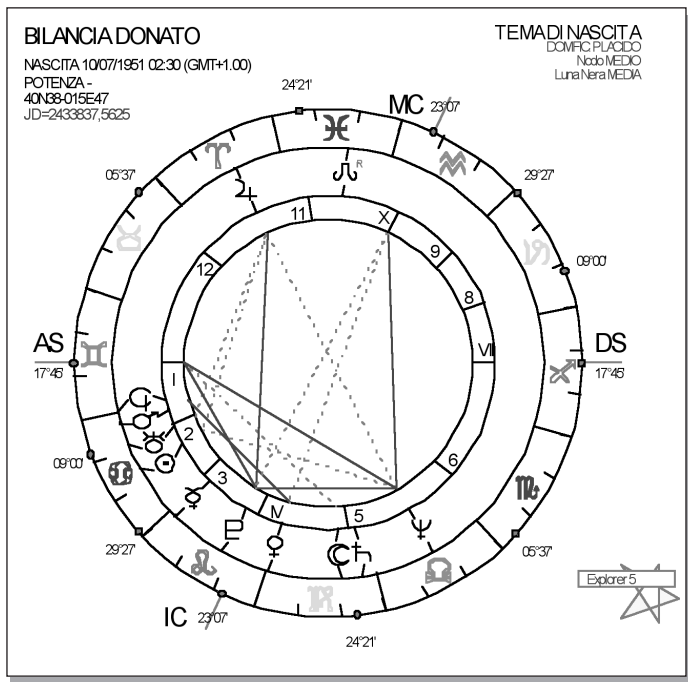 BILANCIA DONATO
NASCITA 10/07/1951 02:30 (GMT+1.00)
POTENZA -
40N38-015E47
JD=2433837,5625
TEMA DI NASCITA
DOMIFIC. PLACIDO
Nodo MEDIO
Luna Nera MEDIA
24°21'
MC 23°07'
05°37'
29°27'
R
11
X
12
9
09°00'
8
AS
17°45'
VII
DS
17°45'
I
2
09°00'
3
6
IV
5
29°27'
05°37'
Explorer 5
IC 23°07'
24°21'